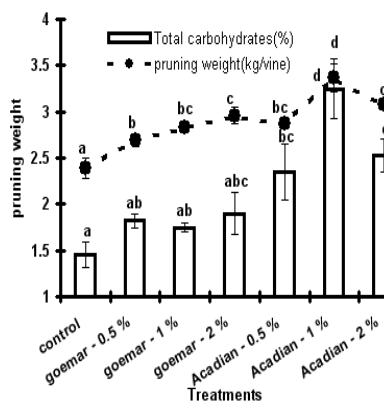 Total carbohydrates(%)
pruning weight(kg/vine)
pruning weight
4
3.5
3
2.5
2
1.5
1
a b bc c bc d
a ab ab abc bc d
control
goemar - 0.5 %
goemar - 1 %
goemar - 2 %
Acadian - 0.5 %
Acadian - 1 %
Acadian - 2 %
Treatments